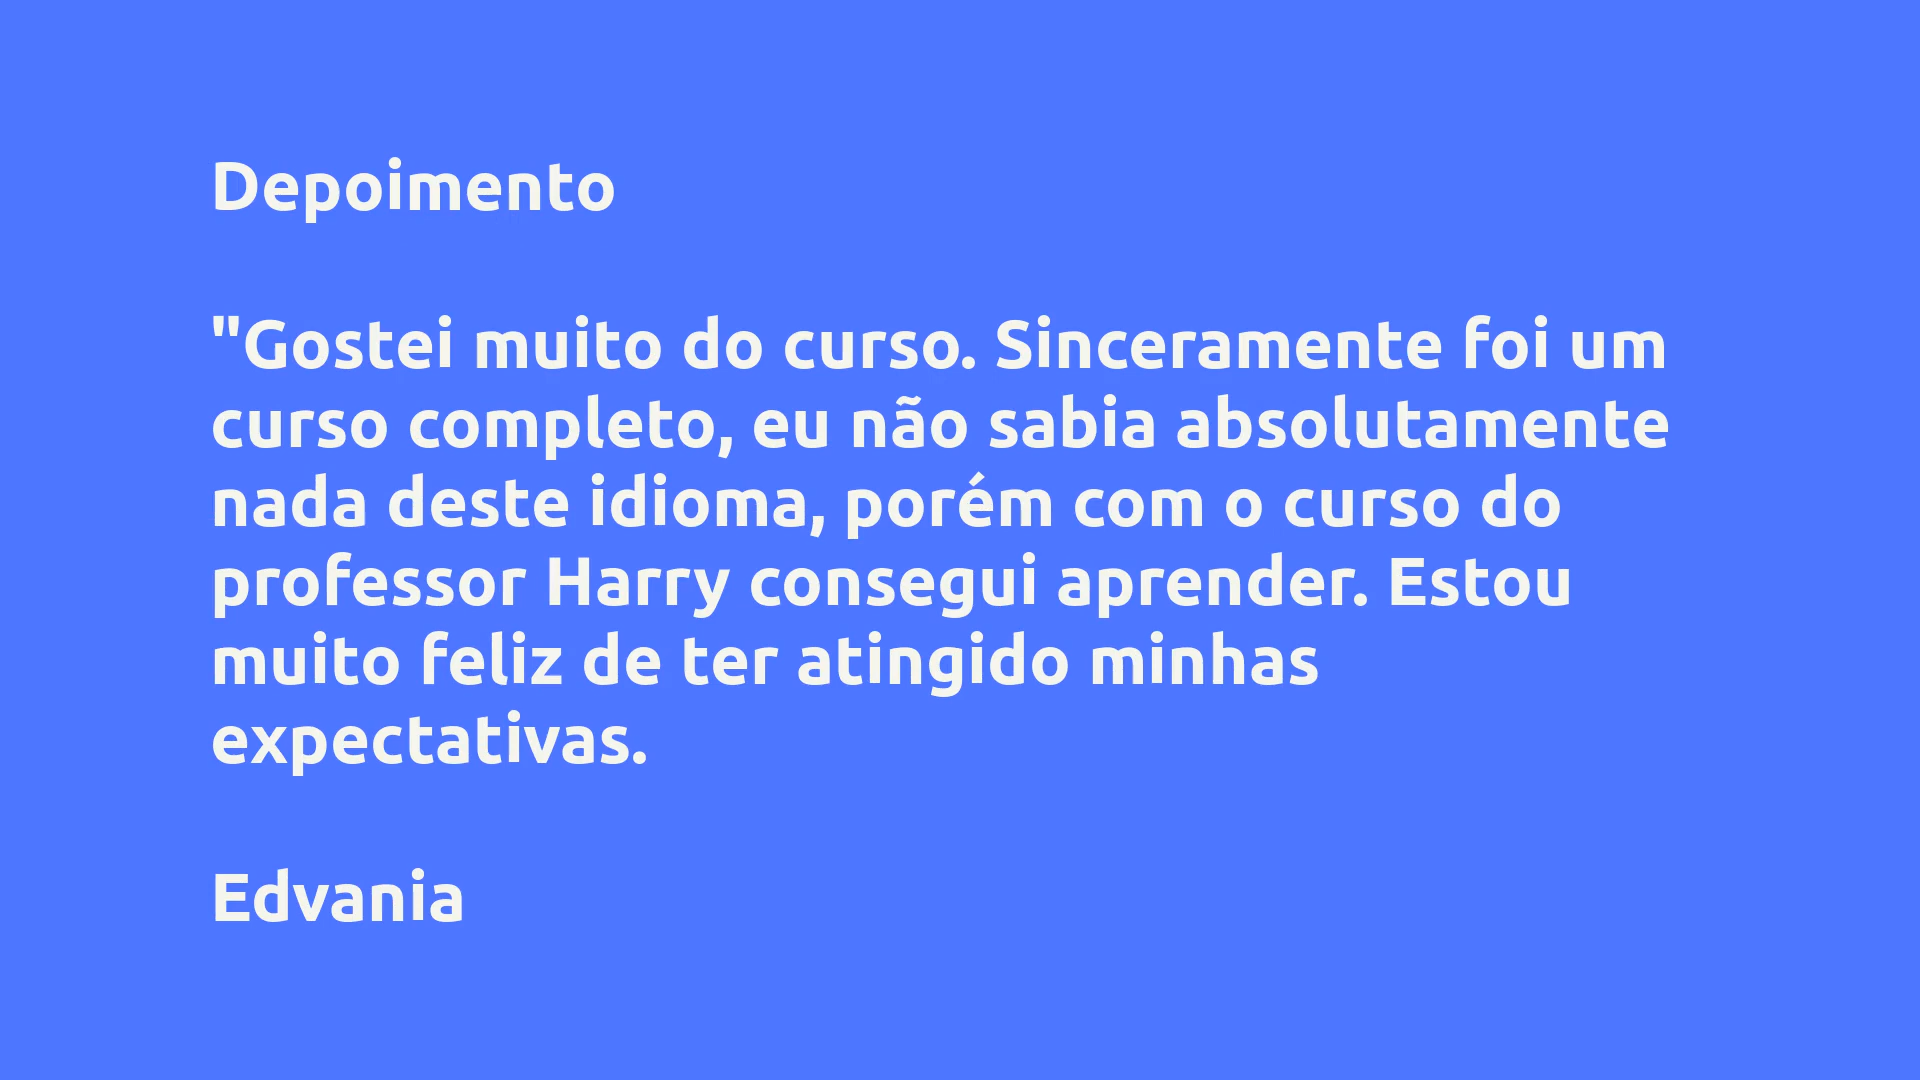 Depoimento
"Gostei muito do curso. Sinceramente foi um
curso completo, eu não sabia absolutamente
nada deste idioma, porém com o curso do
professor Harry consegui aprender. Estou
muito feliz de ter atingido minhas
expectativas.
Edvania